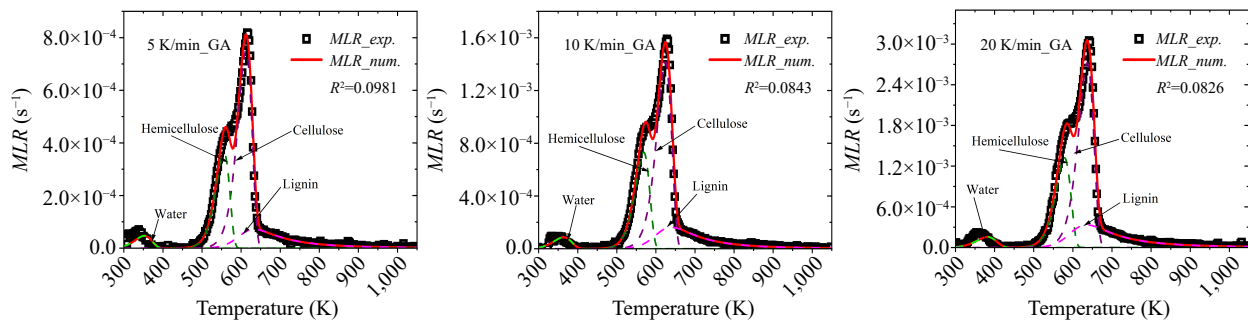 5 K/min_GA
MLR_exp.
MLR_num.
R²=0.0981
Hemicellulose
Cellulose
Lignin
Water
MLR (s⁻¹)
8.0×10⁻⁴
6.0×10⁻⁴
4.0×10⁻⁴
2.0×10⁻⁴
0.0
300 400 500 600 700 800 900 1,000
Temperature (K)
10 K/min_GA
MLR_exp.
MLR_num.
R²=0.0843
Cellulose
Hemicellulose
Lignin
Water
MLR (s⁻¹)
1.6×10⁻³
1.2×10⁻³
8.0×10⁻⁴
4.0×10⁻⁴
0.0
300 400 500 600 700 800 900 1,000
Temperature (K)
20 K/min_GA
MLR_exp.
MLR_num.
R²=0.0826
Hemicellulose
Cellulose
Lignin
Water
MLR (s⁻¹)
3.0×10⁻³
2.4×10⁻³
1.8×10⁻³
1.2×10⁻³
6.0×10⁻⁴
0.0
300 400 500 600 700 800 900 1,000
Temperature (K)